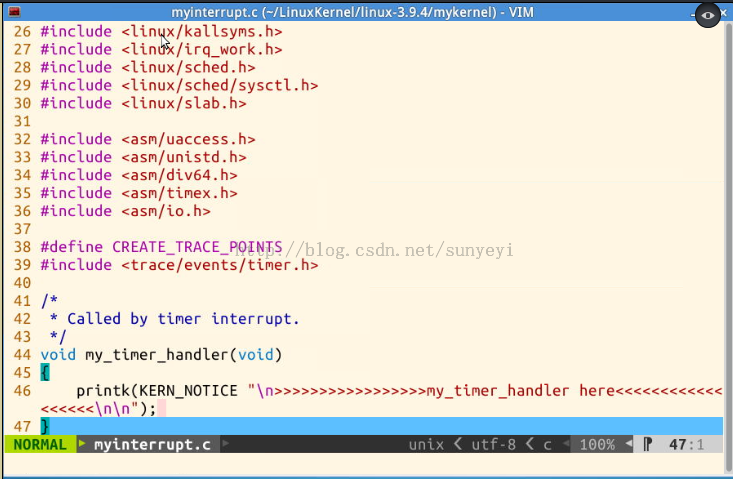 myinterrupt.c (~/LinuxKernel/linux-3.9.4/mykernel) - VIM
26 #include <linux/kallsyms.h>
27 #include <linux/irq_work.h>
28 #include <linux/sched.h>
29 #include <linux/sched/sysctl.h>
30 #include <linux/slab.h>
31
32 #include <asm/uaccess.h>
33 #include <asm/unistd.h>
34 #include <asm/div64.h>
35 #include <asm/timex.h>
36 #include <asm/io.h>
37
38 #define CREATE_TRACE_POINTS
http://blog.csdn.net/sunyeyi
39 #include <trace/events/timer.h>
40
41 /*
42  * Called by timer interrupt.
43  */
44 void my_timer_handler(void)
45 {
46     printk(KERN_NOTICE "\n>>>>>>>>>>>>>>>>>my_timer_handler here<<<<<<<<<<<<
<<<<<<\n\n");
47 }
NORMAL myinterrupt.c unix < utf-8 < c 100% 47:1